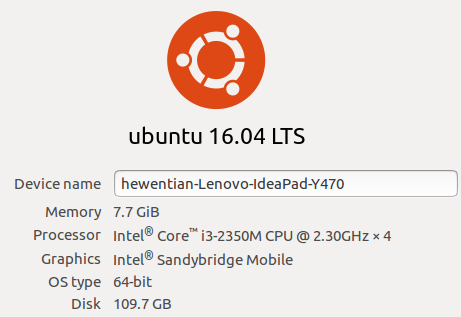 ubuntu 16.04 LTS
Device name hewentian-Lenovo-IdeaPad-Y470
Memory 7.7 GiB
Processor Intel® Core™ i3-2350M CPU @ 2.30GHz × 4
Graphics Intel® Sandybridge Mobile
OS type 64-bit
Disk 109.7 GB